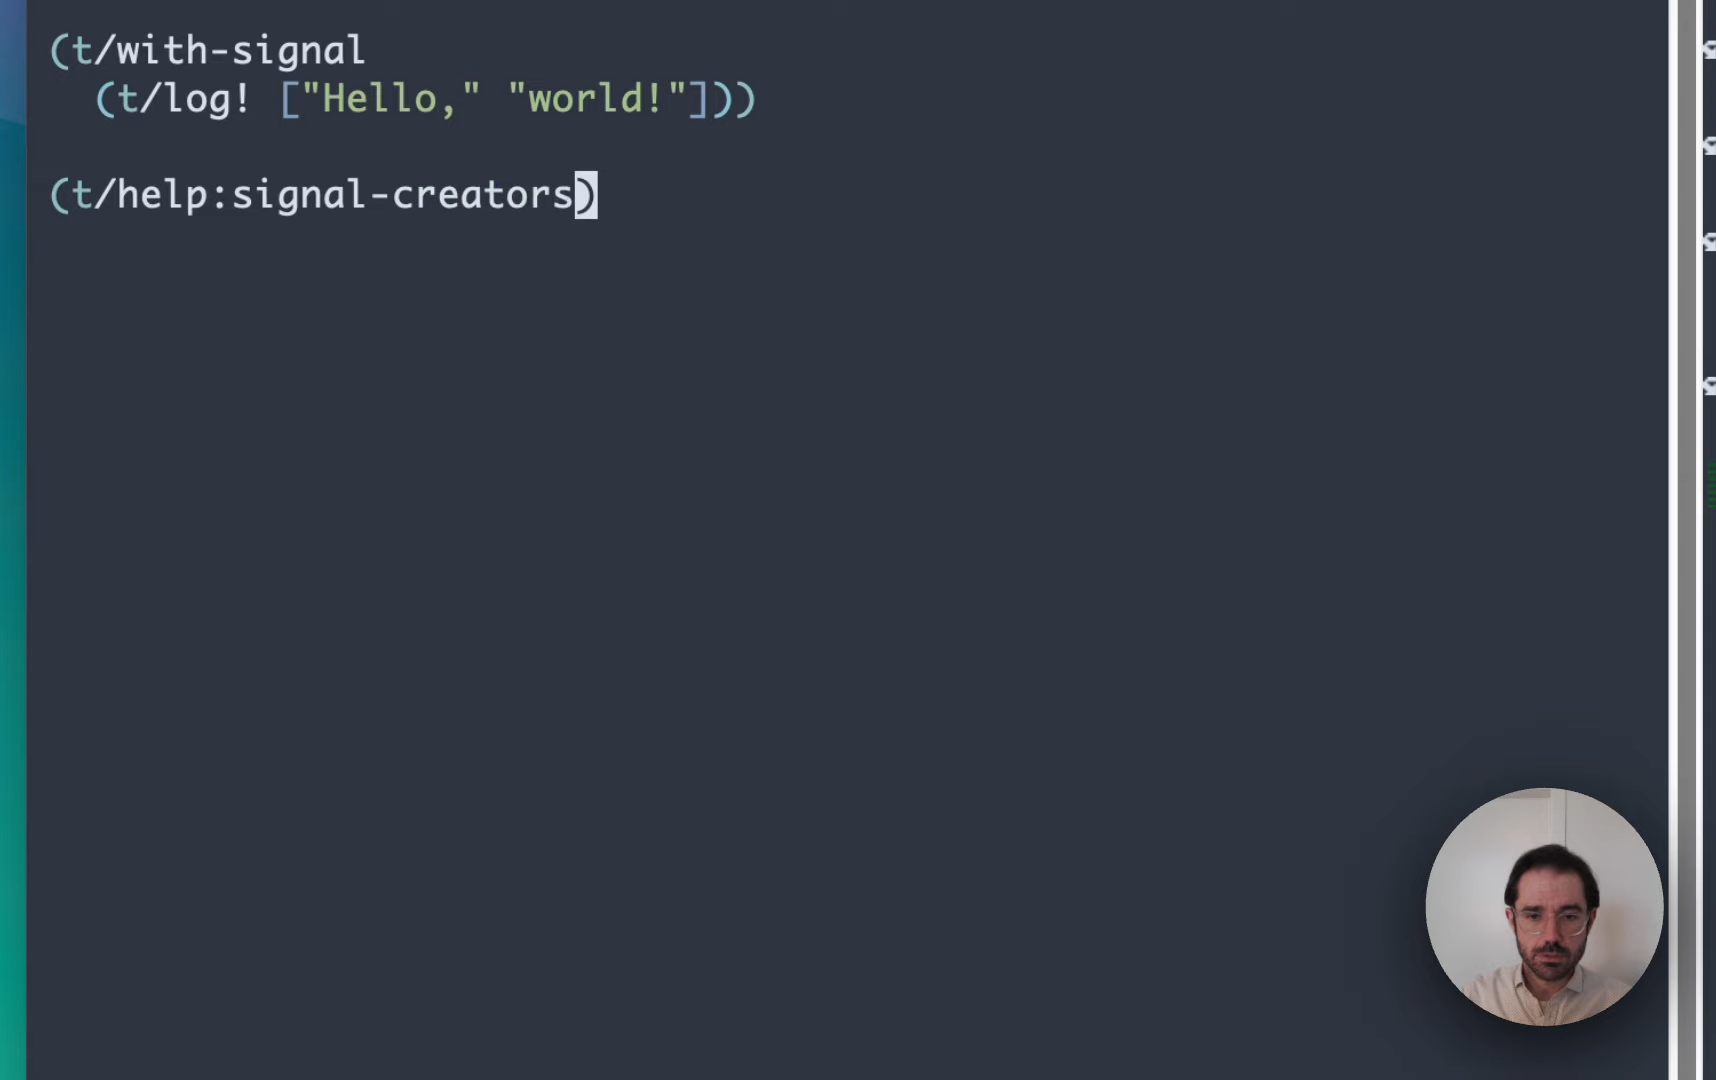 (t/with-signal
(t/log! ["Hello," "world!"]))
(t/help:signal-creators)